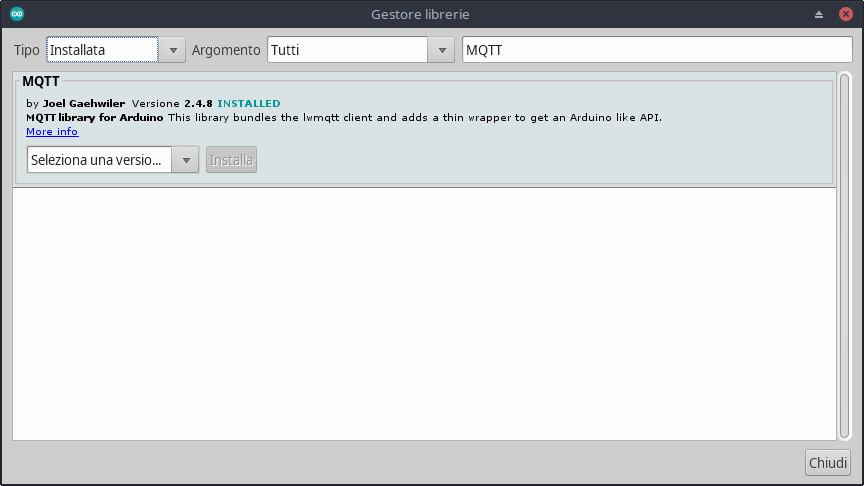 Gestore librerie
Tipo Installata Argomento Tutti MQTT
MQTT
by Joel Gaehwiler Versione 2.4.8 INSTALLED
MQTT library for Arduino This library bundles the lwmqtt client and adds a thin wrapper to get an Arduino like API.
More info
Seleziona una versio... Installa
Chiudi